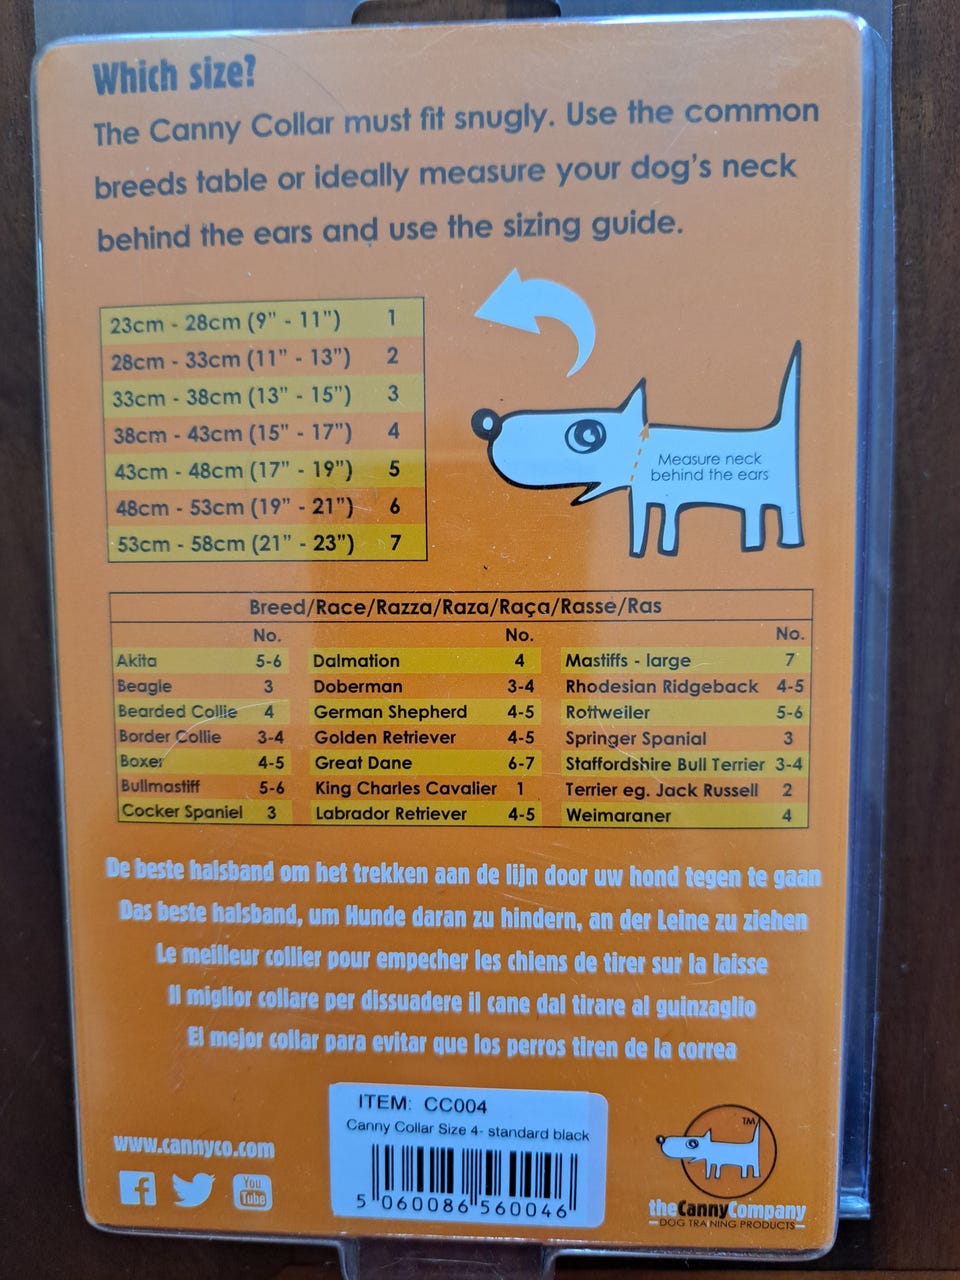 Which size?
The Canny Collar must fit snugly. Use the common
breeds table or ideally measure your dog's neck
behind the ears and use the sizing guide.
23cm - 28cm (9" - 11") 1
28cm - 33cm (11" - 13") 2
33cm - 38cm (13" - 15") 3
38cm - 43cm (15" - 17") 4
43cm - 48cm (17" - 19") 5
48cm - 53cm (19" - 21") 6
53cm - 58cm (21" - 23") 7
Measure neck
behind the ears
Breed/Race/Razza/Raza/Raça/Rasse/Ras
No. No. No.
Akita 5-6 Dalmation 4 Mastiffs - large 7
Beagle 3 Doberman 3-4 Rhodesian Ridgeback 4-5
Bearded Collie 4 German Shepherd 4-5 Rottweiler 5-6
Border Collie 3-4 Golden Retriever 4-5 Springer Spanial 3
Boxer 4-5 Great Dane 6-7 Staffordshire Bull Terrier 3-4
Bullmastiff 5-6 King Charles Cavalier 1 Terrier eg. Jack Russell 2
Cocker Spaniel 3 Labrador Retriever 4-5 Weimaraner 4
De beste halsband om het trekken aan de lijn door uw hond tegen te gaan
Das beste halsband, um Hunde daran zu hindern, an der Leine zu ziehen
Le meilleur collier pour empecher les chiens de tirer sur la laisse
Il miglior collare per dissuadere il cane dal tirare al guinzaglio
El mejor collar para evitar que los perros tiren de la correa
ITEM: CC004
Canny Collar Size 4- standard black
5 060086 560046
www.cannyco.com
You
Tube
TM
theCannyCompany
DOG TRAINING PRODUCTS